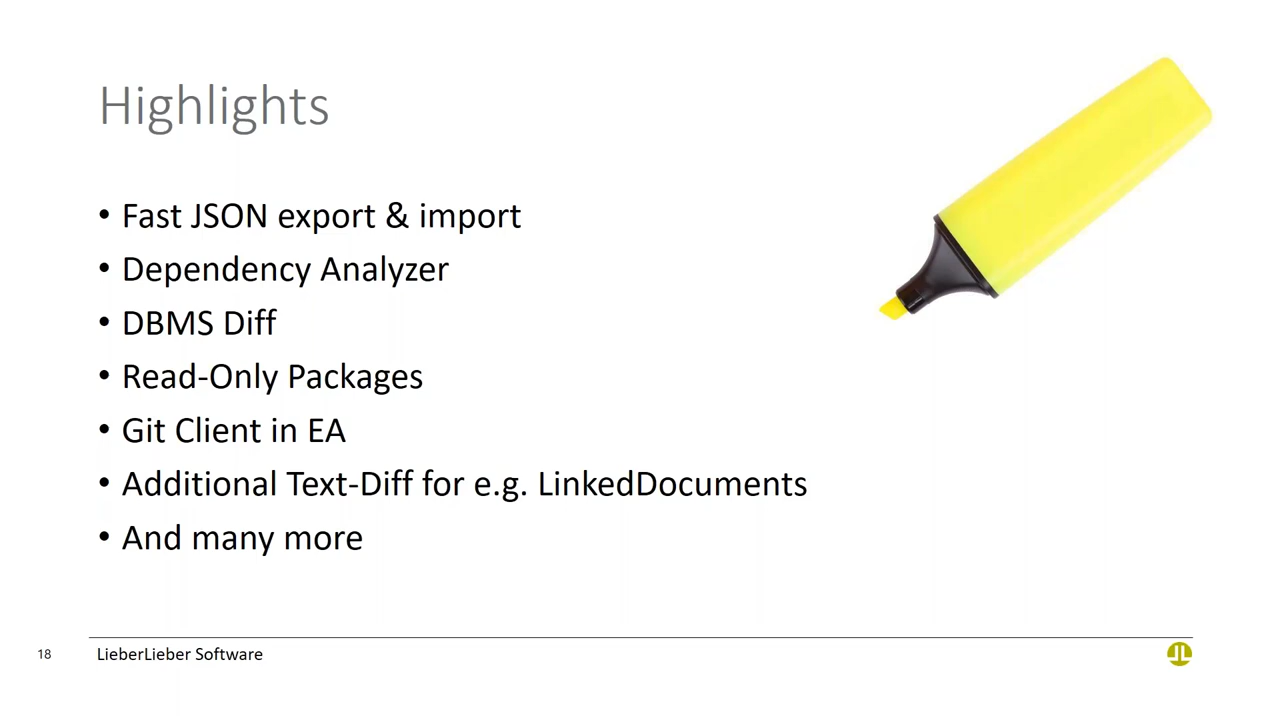 Highlights
• Fast JSON export & import
• Dependency Analyzer
• DBMS Diff
• Read-Only Packages
• Git Client in EA
• Additional Text-Diff for e.g. LinkedDocuments
• And many more
18
LieberLieber Software